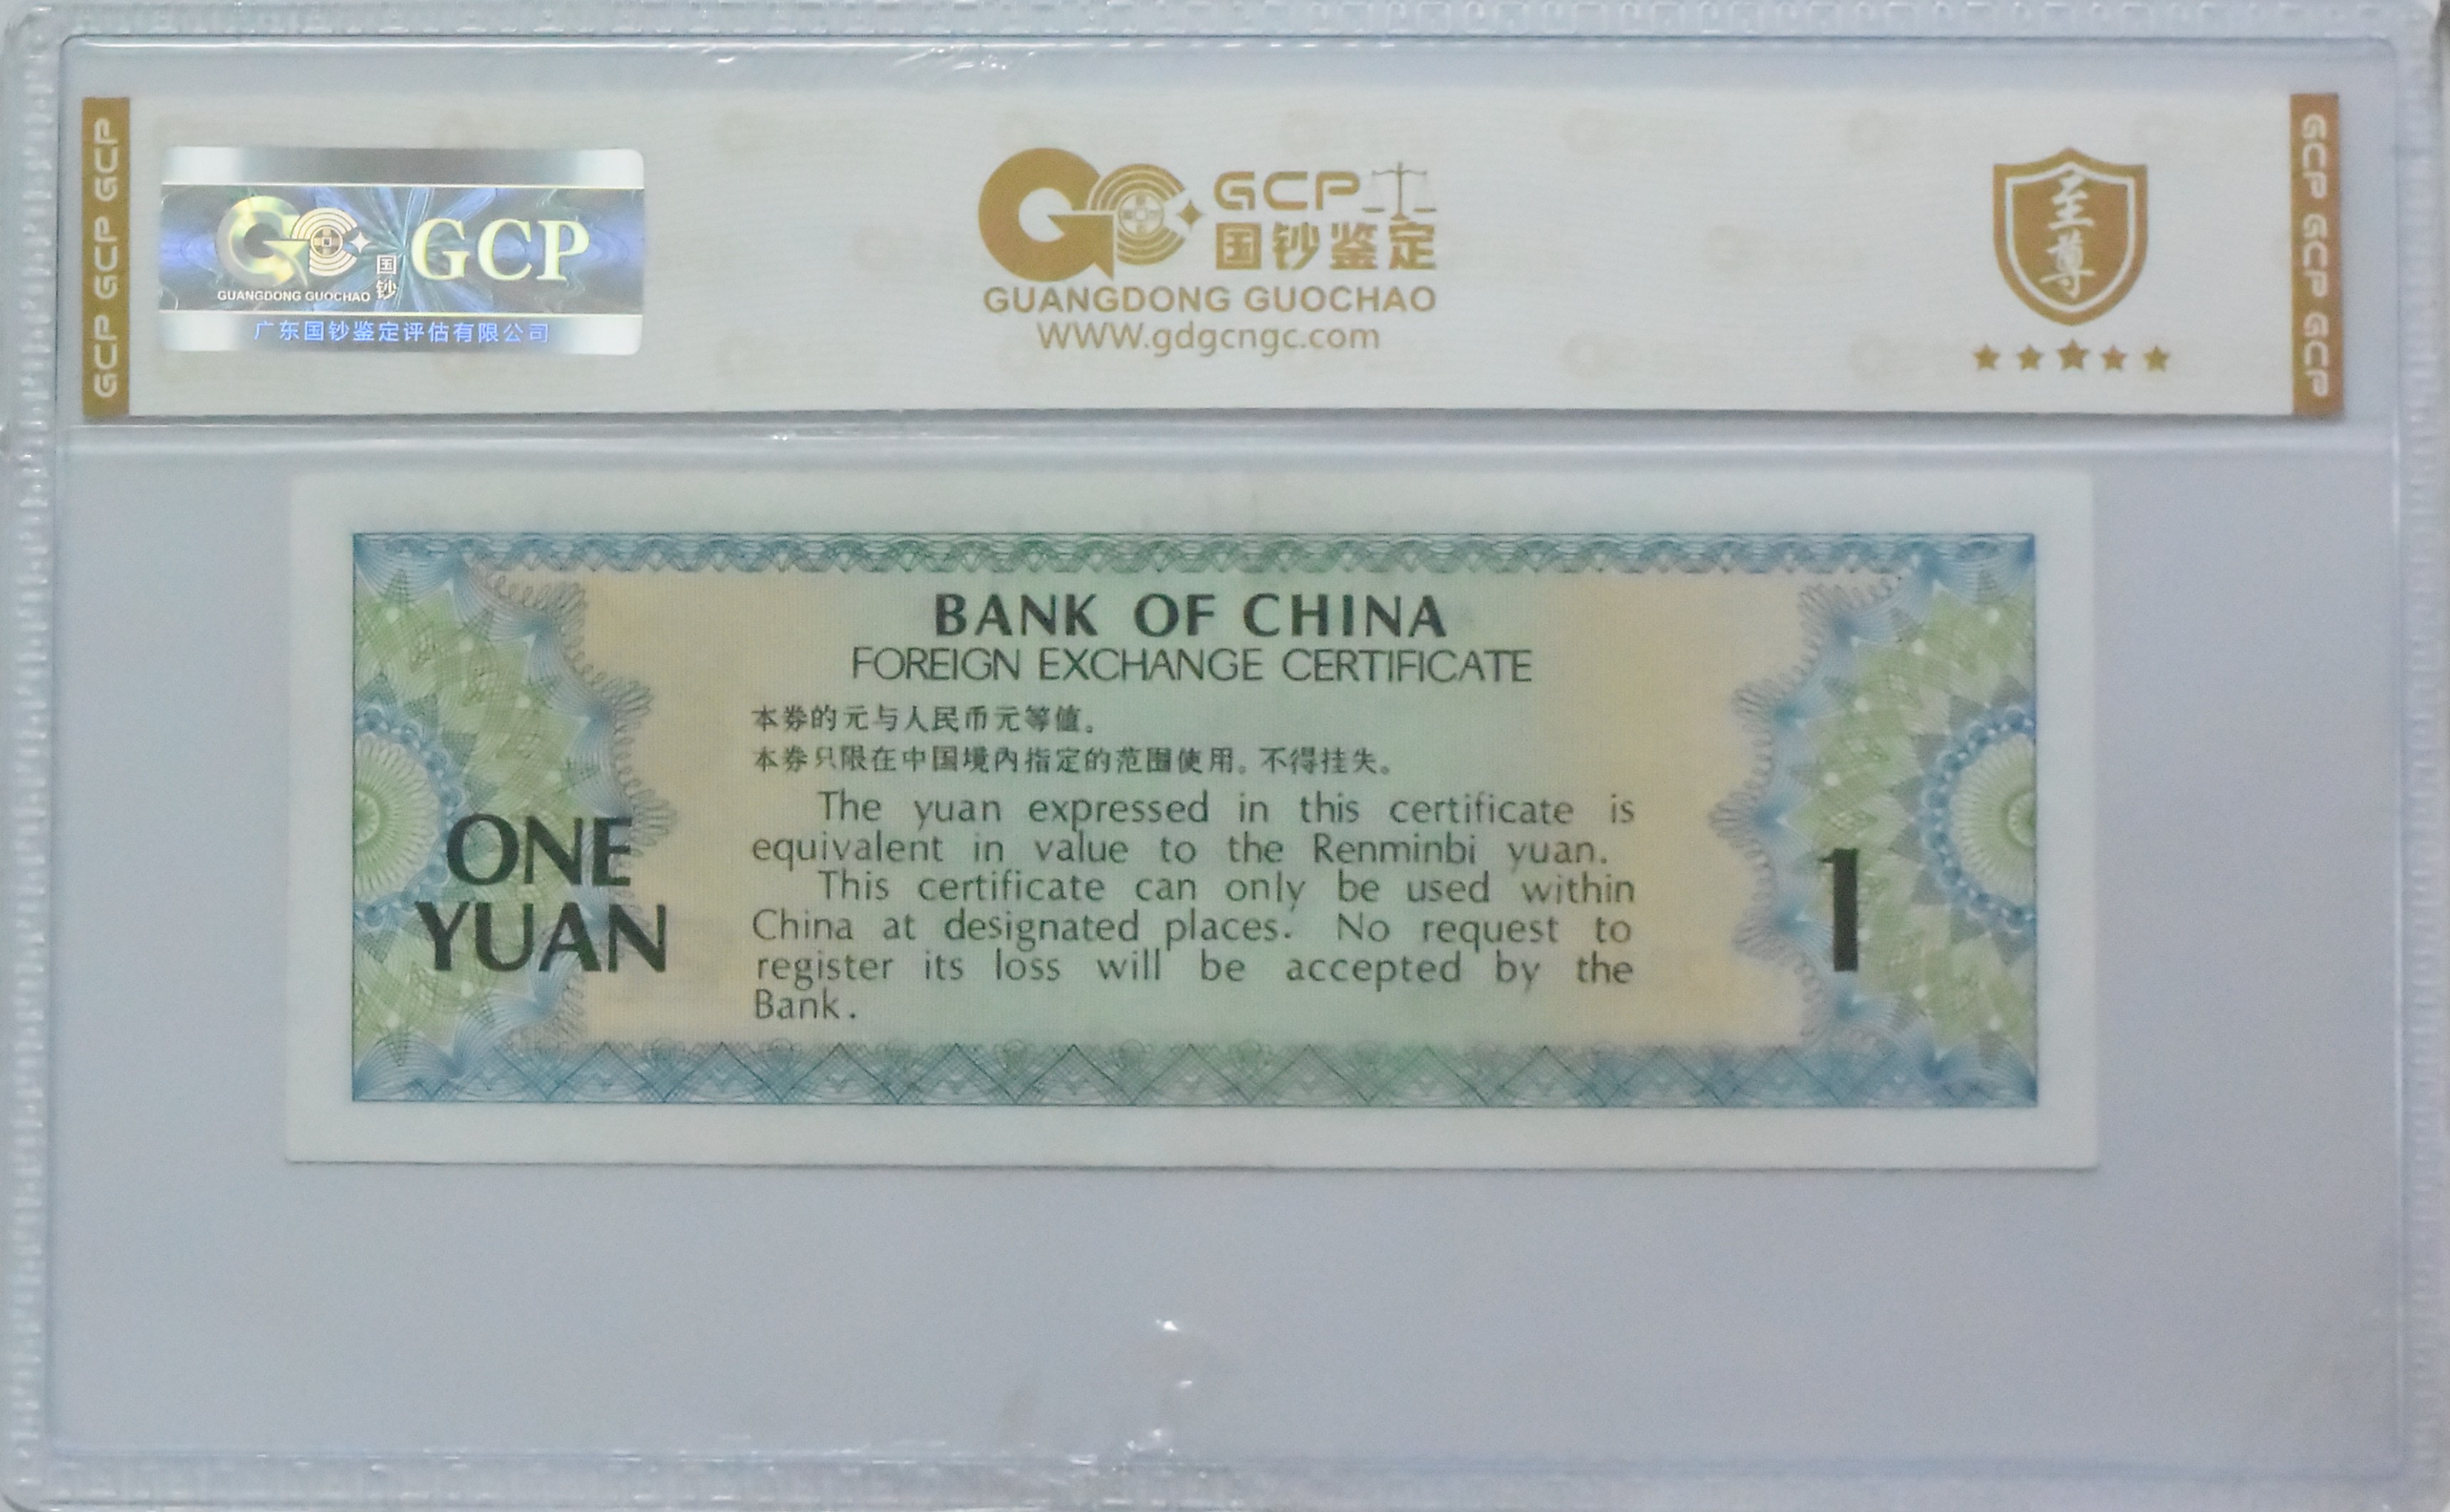 GCP GCP GCP
GCP
国
钞
GUANGDONG GUOCHAO
广东国钞鉴定评估有限公司
GCP
国钞鉴定
GUANGDONG GUOCHAO
WWW.gdgcngc.com
至
尊
GCP GCP GCP
BANK OF CHINA
FOREIGN EXCHANGE CERTIFICATE
本券的元与人民币元等值。
本券只限在中国境内指定的范围使用。不得挂失。
The yuan expressed in this certificate is
equivalent in value to the Renminbi yuan.
This certificate can only be used within
China at designated places. No request to
register its loss will be accepted by the
Bank.
ONE
YUAN
1